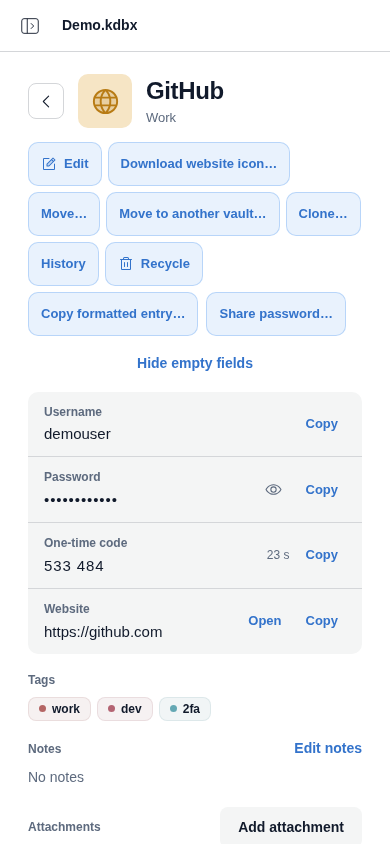 Demo.kdbx
GitHub
Work
Edit
Download website icon…
Move…
Move to another vault…
Clone…
History
Recycle
Copy formatted entry…
Share password…
Hide empty fields
Username
demouser
Copy
Password
••••••••••••
Copy
One-time code
533 484
23 s
Copy
Website
https://github.com
Open
Copy
Tags
work
dev
2fa
Notes
Edit notes
No notes
Attachments
Add attachment